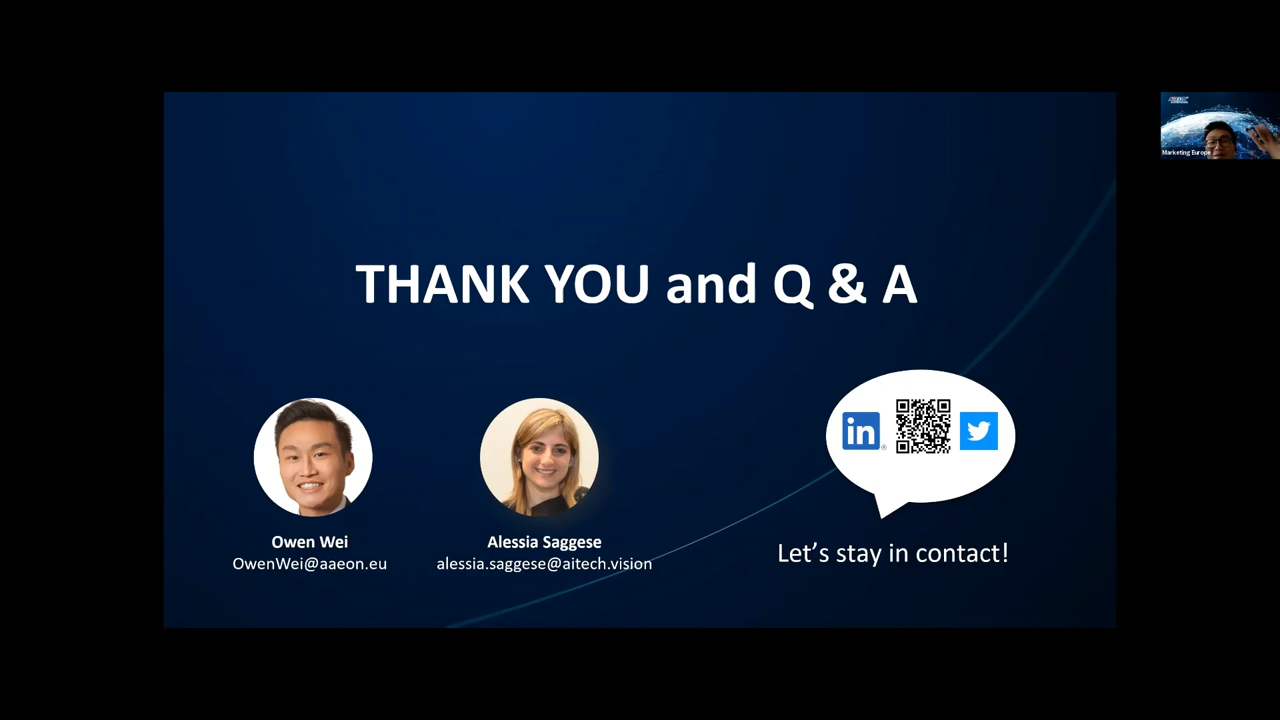 THANK YOU and Q & A
Owen Wei
OwenWei@aaeon.eu
Alessia Saggese
alessia.saggese@aitech.vision
in
Let's stay in contact!
Marketing Europe